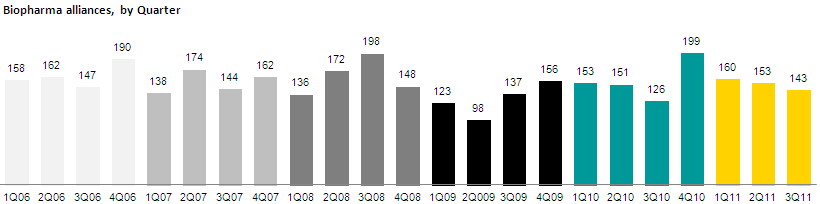 Biopharma alliances, by Quarter
158 162 147 190 138 174 144 162 136 172 198 148 123 98 137 156 153 151 126 199 160 153 143
1Q06 2Q06 3Q06 4Q06 1Q07 2Q07 3Q07 4Q07 1Q08 2Q08 3Q08 4Q08 1Q09 2Q009 3Q09 4Q09 1Q10 2Q10 3Q10 4Q10 1Q11 2Q11 3Q11